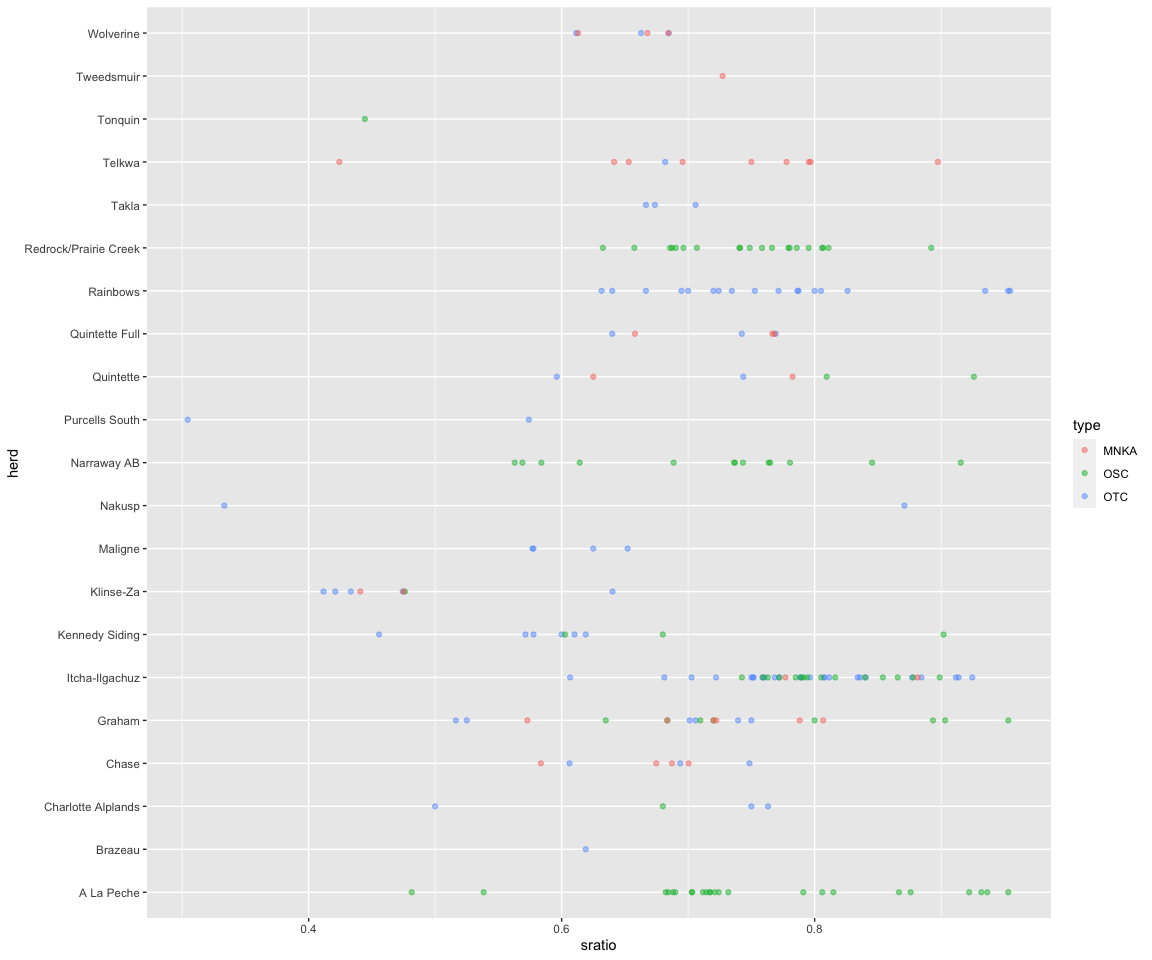 Wolverine
Tweedsmuir
Tonquin
Telkwa
Takla
Redrock/Prairie Creek
Rainbows
Quintette Full
Quintette
Purcells South
Narraway AB
Nakusp
Maligne
Klinse-Za
Kennedy Siding
Itcha-Ilgachuz
Graham
Chase
Charlotte Alplands
Brazeau
A La Peche
herd
0.4 0.6 0.8
sratio
type
MNKA
OSC
OTC